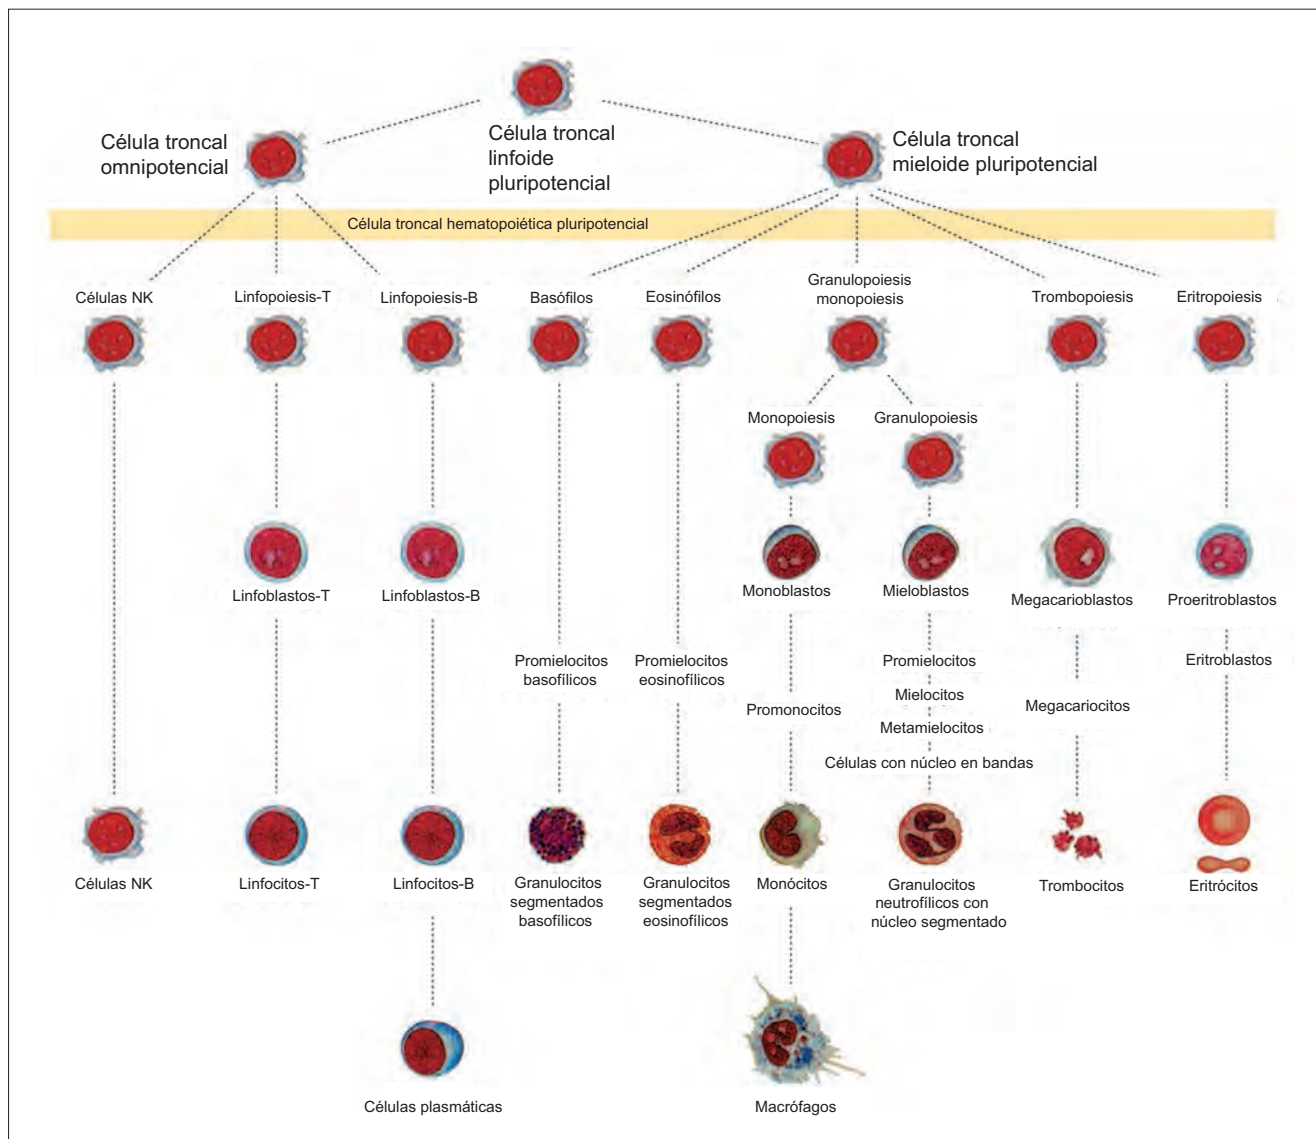 Célula troncal
omnipotencial
Célula troncal
linfoide
pluripotencial
Célula troncal
mieloide pluripotencial
Célula troncal hematopoiética pluripotencial
Células NK
Linfopoiesis-T
Linfopoiesis-B
Basófilos
Eosinófilos
Granulopoiesis
monopoiesis
Trombopoiesis
Eritropoiesis
Monopoiesis
Granulopoiesis
Linfoblastos-T
Linfoblastos-B
Monoblastos
Mieloblastos
Megacarioblastos
Proeritroblastos
Promielocitos
basofílicos
Promielocitos
eosinofílicos
Promonocitos
Promielocitos
Mielocitos
Metamielocitos
Células con núcleo en bandas
Megacariocitos
Eritroblastos
Células NK
Linfocitos-T
Linfocitos-B
Granulocitos
segmentados
basofílicos
Granulocitos
segmentados
eosinofílicos
Monócitos
Granulocitos
neutrofílicos con
núcleo segmentado
Trombocitos
Eritrócitos
Células plasmáticas
Macrófagos